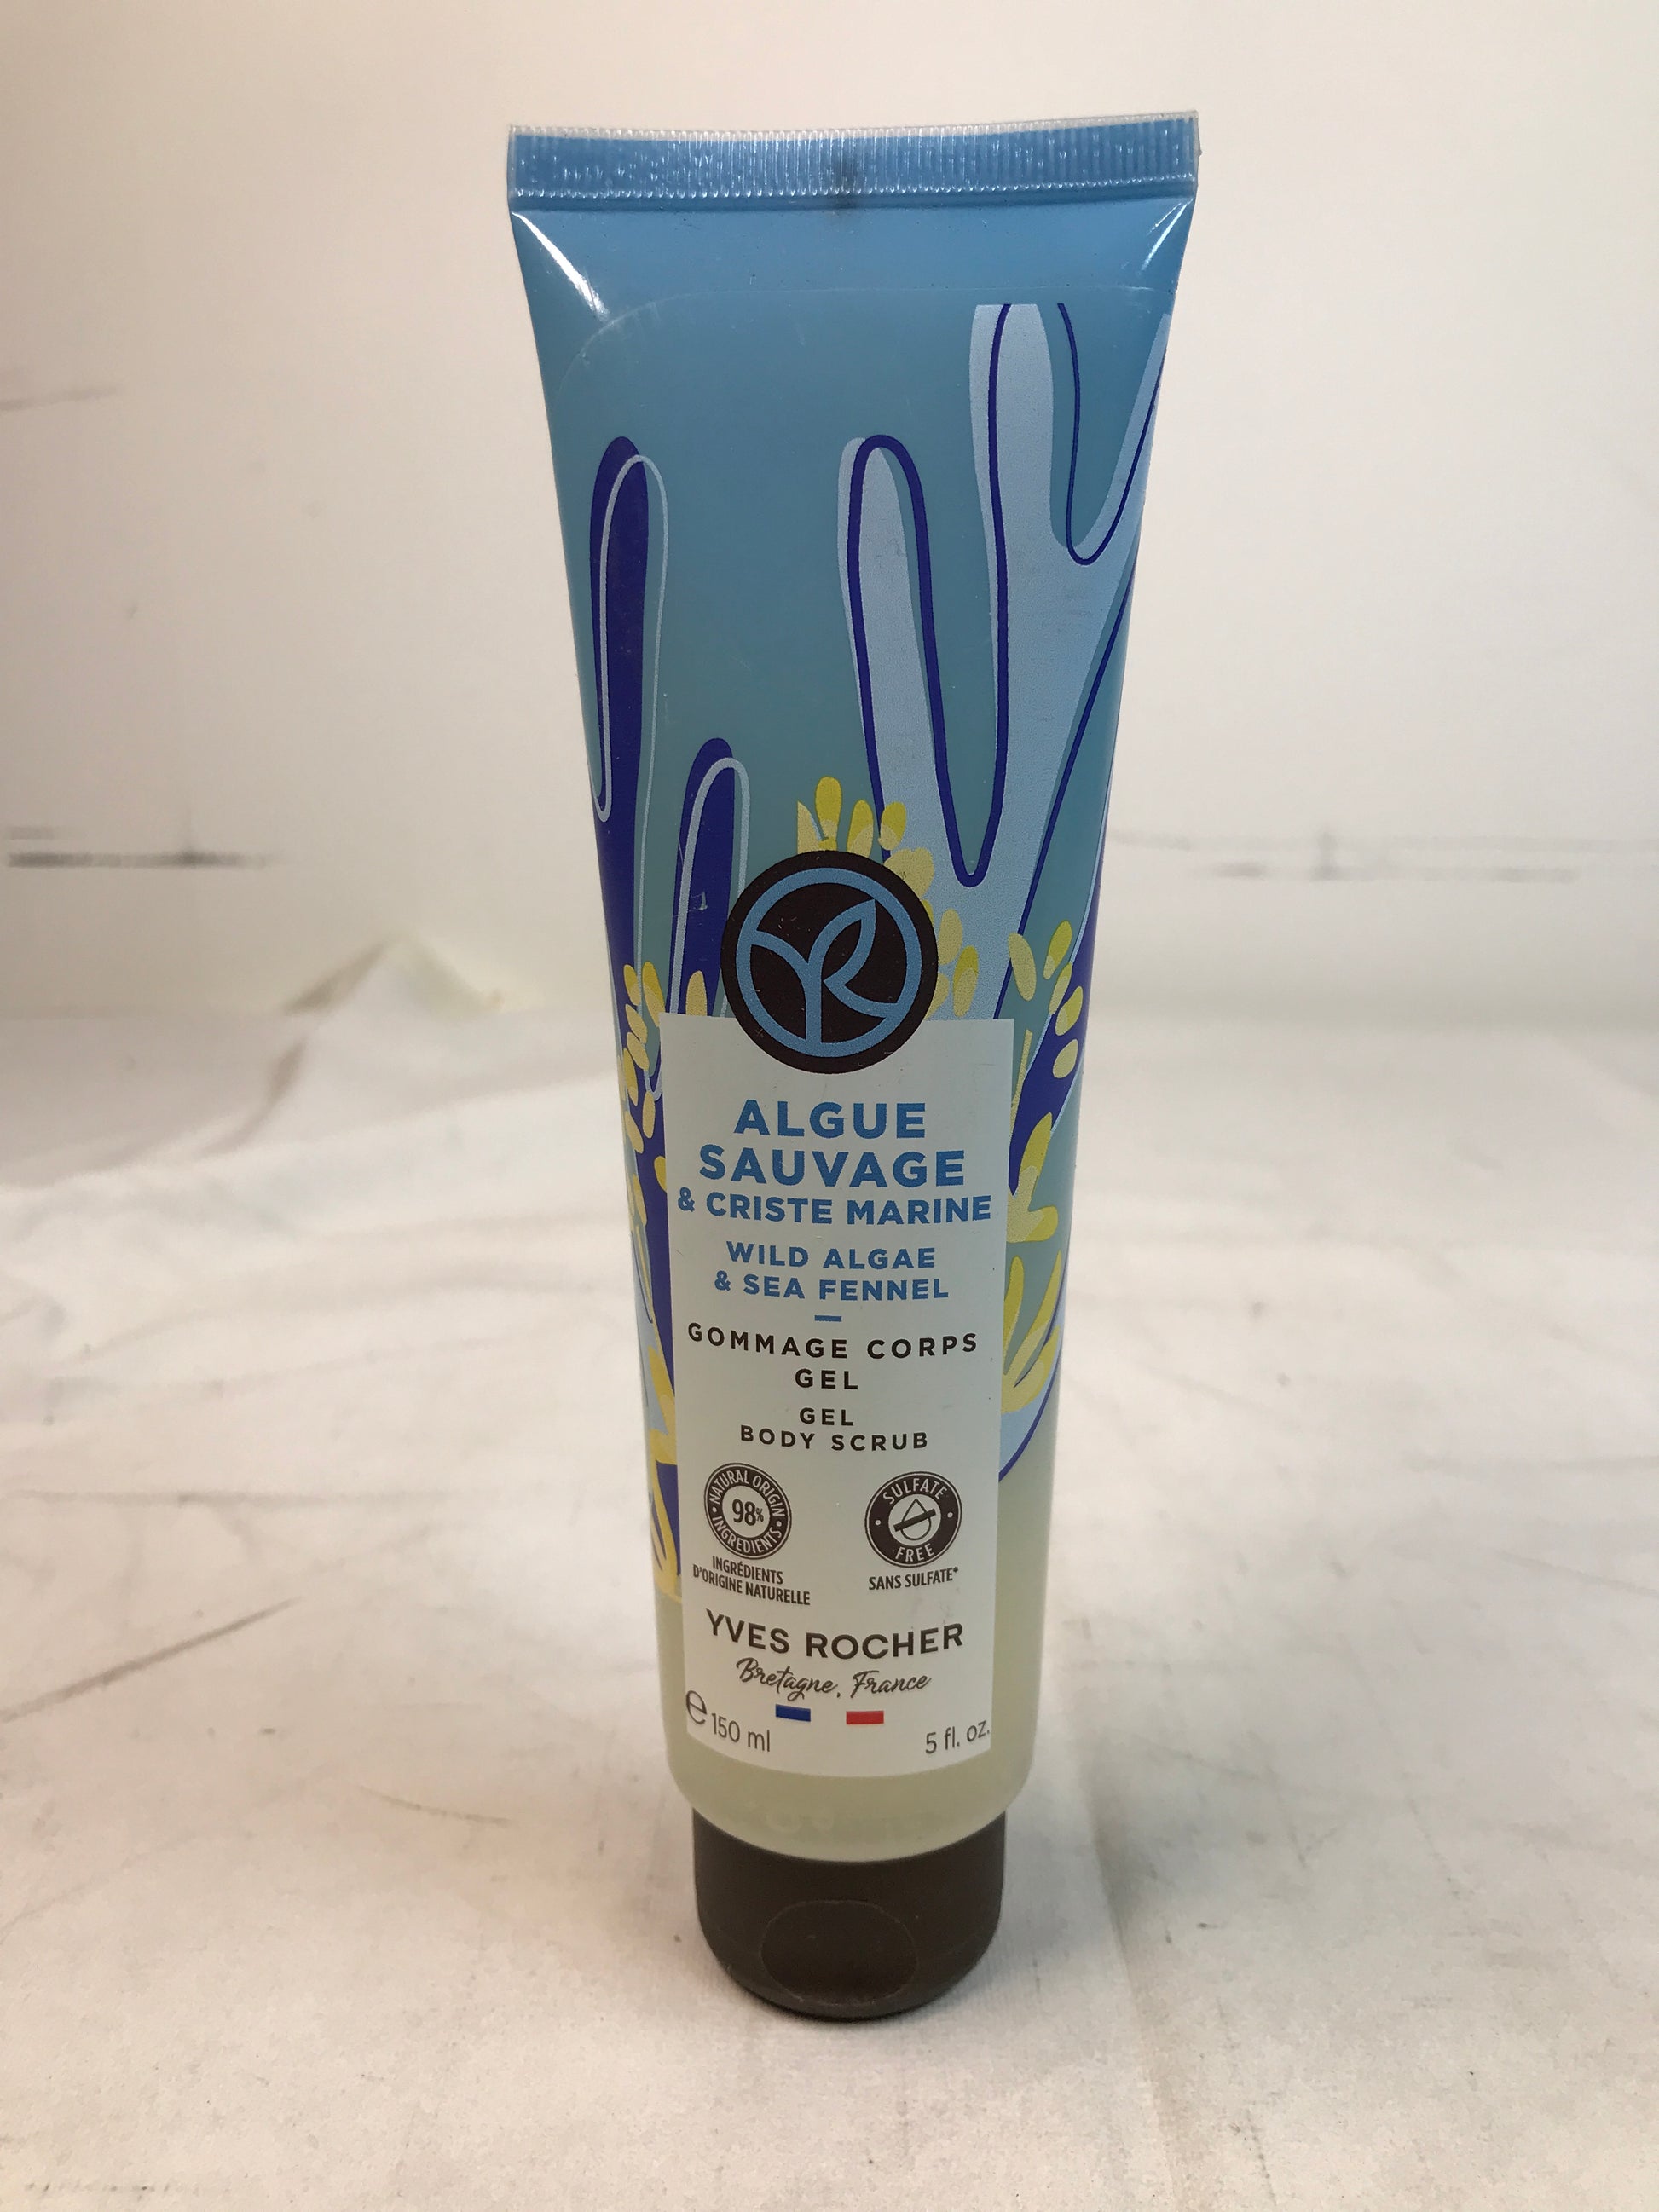 YR
ALGUE
SAUVAGE
& CRISTE MARINE
WILD ALGAE
& SEA FENNEL
GOMMAGE CORPS
GEL
GEL
BODY SCRUB
NATURAL ORIGIN
98%
INGREDIENTS
INGRÉDIENTS
D'ORIGINE NATURELLE
SULFATE
FREE
SANS SULFATE*
YVES ROCHER
Bretagne, France
℮ 150 ml
5 fl. oz.